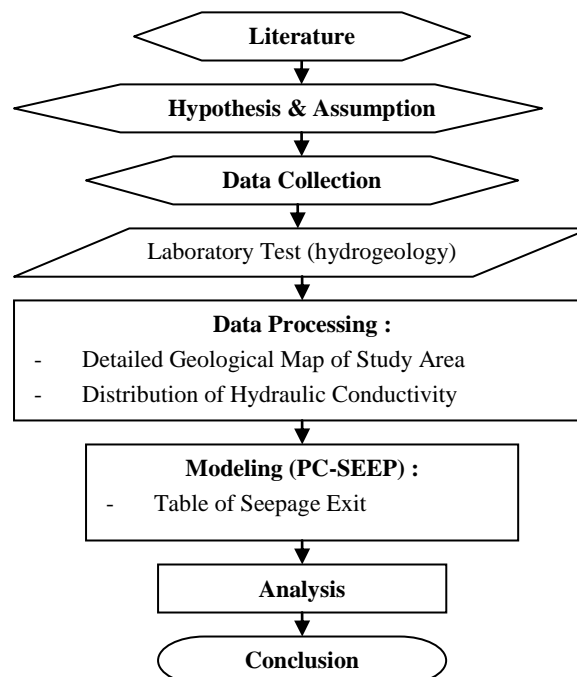 Literature
Hypothesis & Assumption
Data Collection
Laboratory Test (hydrogeology)
Data Processing :
- Detailed Geological Map of Study Area
- Distribution of Hydraulic Conductivity
Modeling (PC-SEEP) :
- Table of Seepage Exit
Analysis
Conclusion